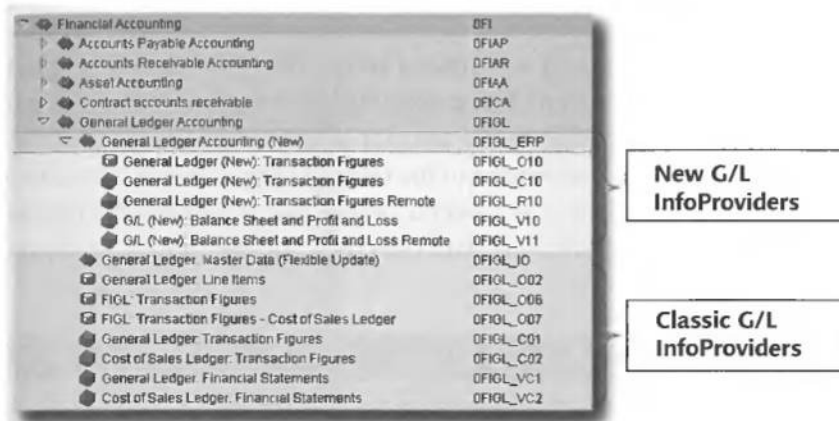 Financial Accounting 0FI
Accounts Payable Accounting 0FIAP
Accounts Receivable Accounting 0FIAR
Asset Accounting 0FIAA
Contract accounts receivable 0FICA
General Ledger Accounting 0FIGL
General Ledger Accounting (New) 0FIGL_ERP
General Ledger (New): Transaction Figures 0FIGL_O10
General Ledger (New): Transaction Figures 0FIGL_C10
General Ledger (New): Transaction Figures Remote 0FIGL_R10
G/L (New): Balance Sheet and Profit and Loss 0FIGL_V10
G/L (New): Balance Sheet and Profit and Loss Remote 0FIGL_V11
General Ledger: Master Data (Flexible Update) 0FIGL_IO
General Ledger: Line Items 0FIGL_O02
FIGL: Transaction Figures 0FIGL_O06
FIGL: Transaction Figures - Cost of Sales Ledger 0FIGL_O07
General Ledger: Transaction Figures 0FIGL_C01
Cost of Sales Ledger: Transaction Figures 0FIGL_C02
General Ledger: Financial Statements 0FIGL_VC1
Cost of Sales Ledger: Financial Statements 0FIGL_VC2
New G/L
InfoProviders
Classic G/L
InfoProviders